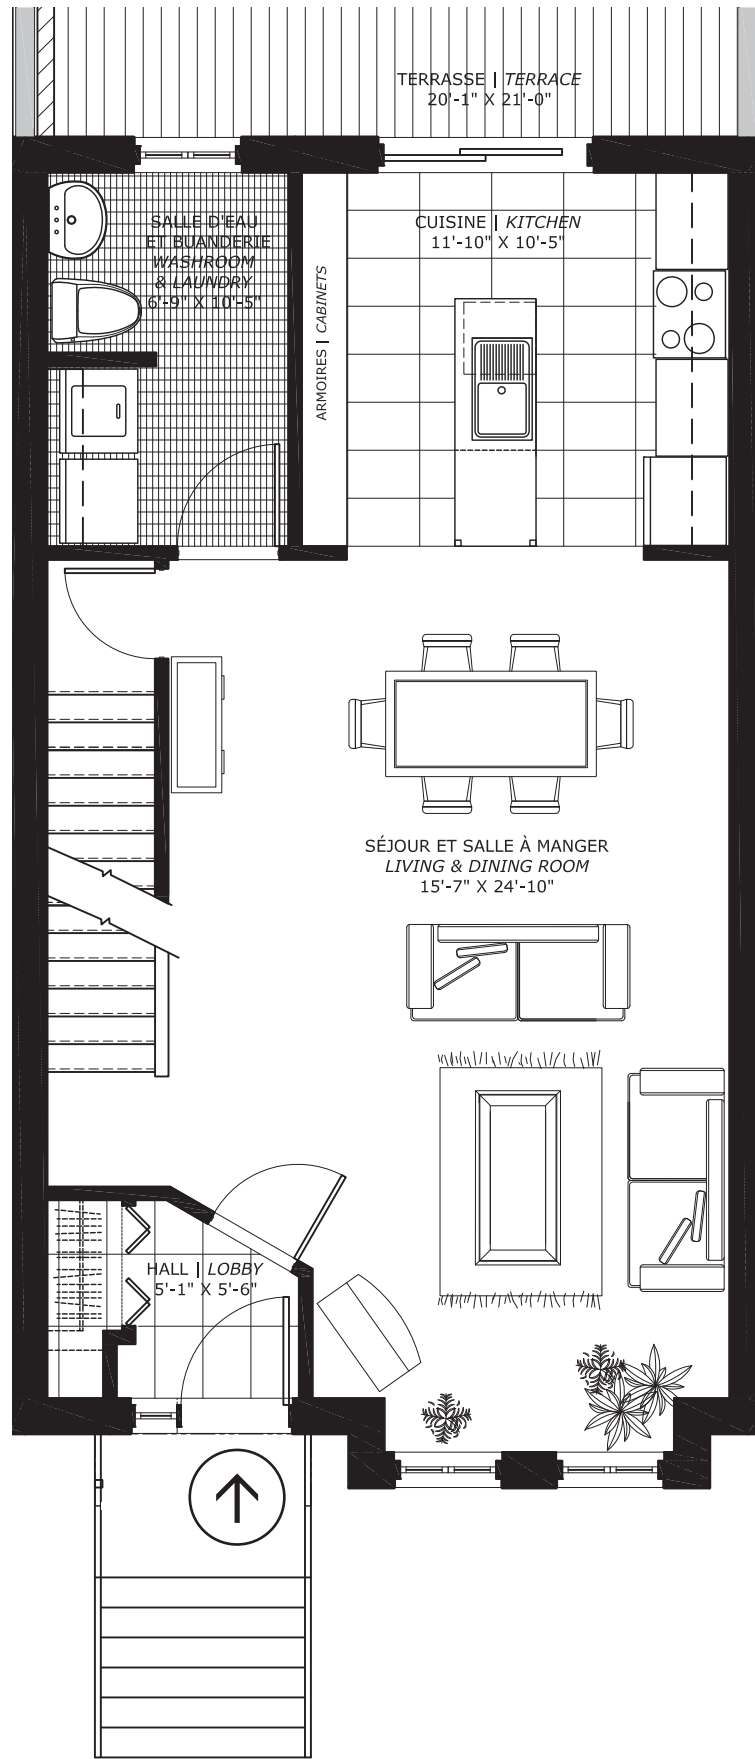 TERRASSE | TERRACE
20'-1" X 21'-0"
SALLE D'EAU
ET BUANDERIE
WASHROOM
& LAUNDRY
6'-9" X 10'-5"
CUISINE | KITCHEN
11'-10" X 10'-5"
ARMOIRES | CABINETS
SÉJOUR ET SALLE À MANGER
LIVING & DINING ROOM
15'-7" X 24'-10"
HALL | LOBBY
5'-1" X 5'-6"